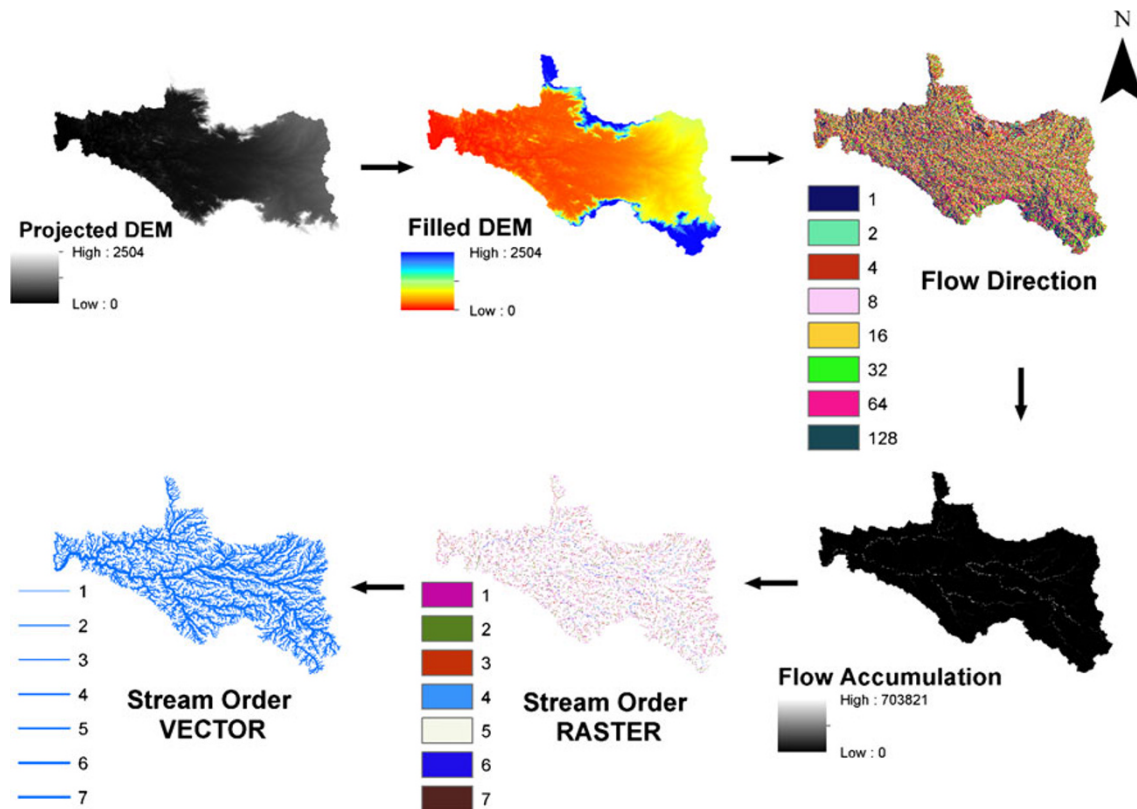 N
Projected DEM
High : 2504
Low : 0
Filled DEM
High : 2504
Low : 0
1
2
4
8
16
32
64
128
Flow Direction
Flow Accumulation
High : 703821
Low : 0
1
2
3
4
5
6
7
Stream Order
RASTER
1
2
3
4
5
6
7
Stream Order
VECTOR